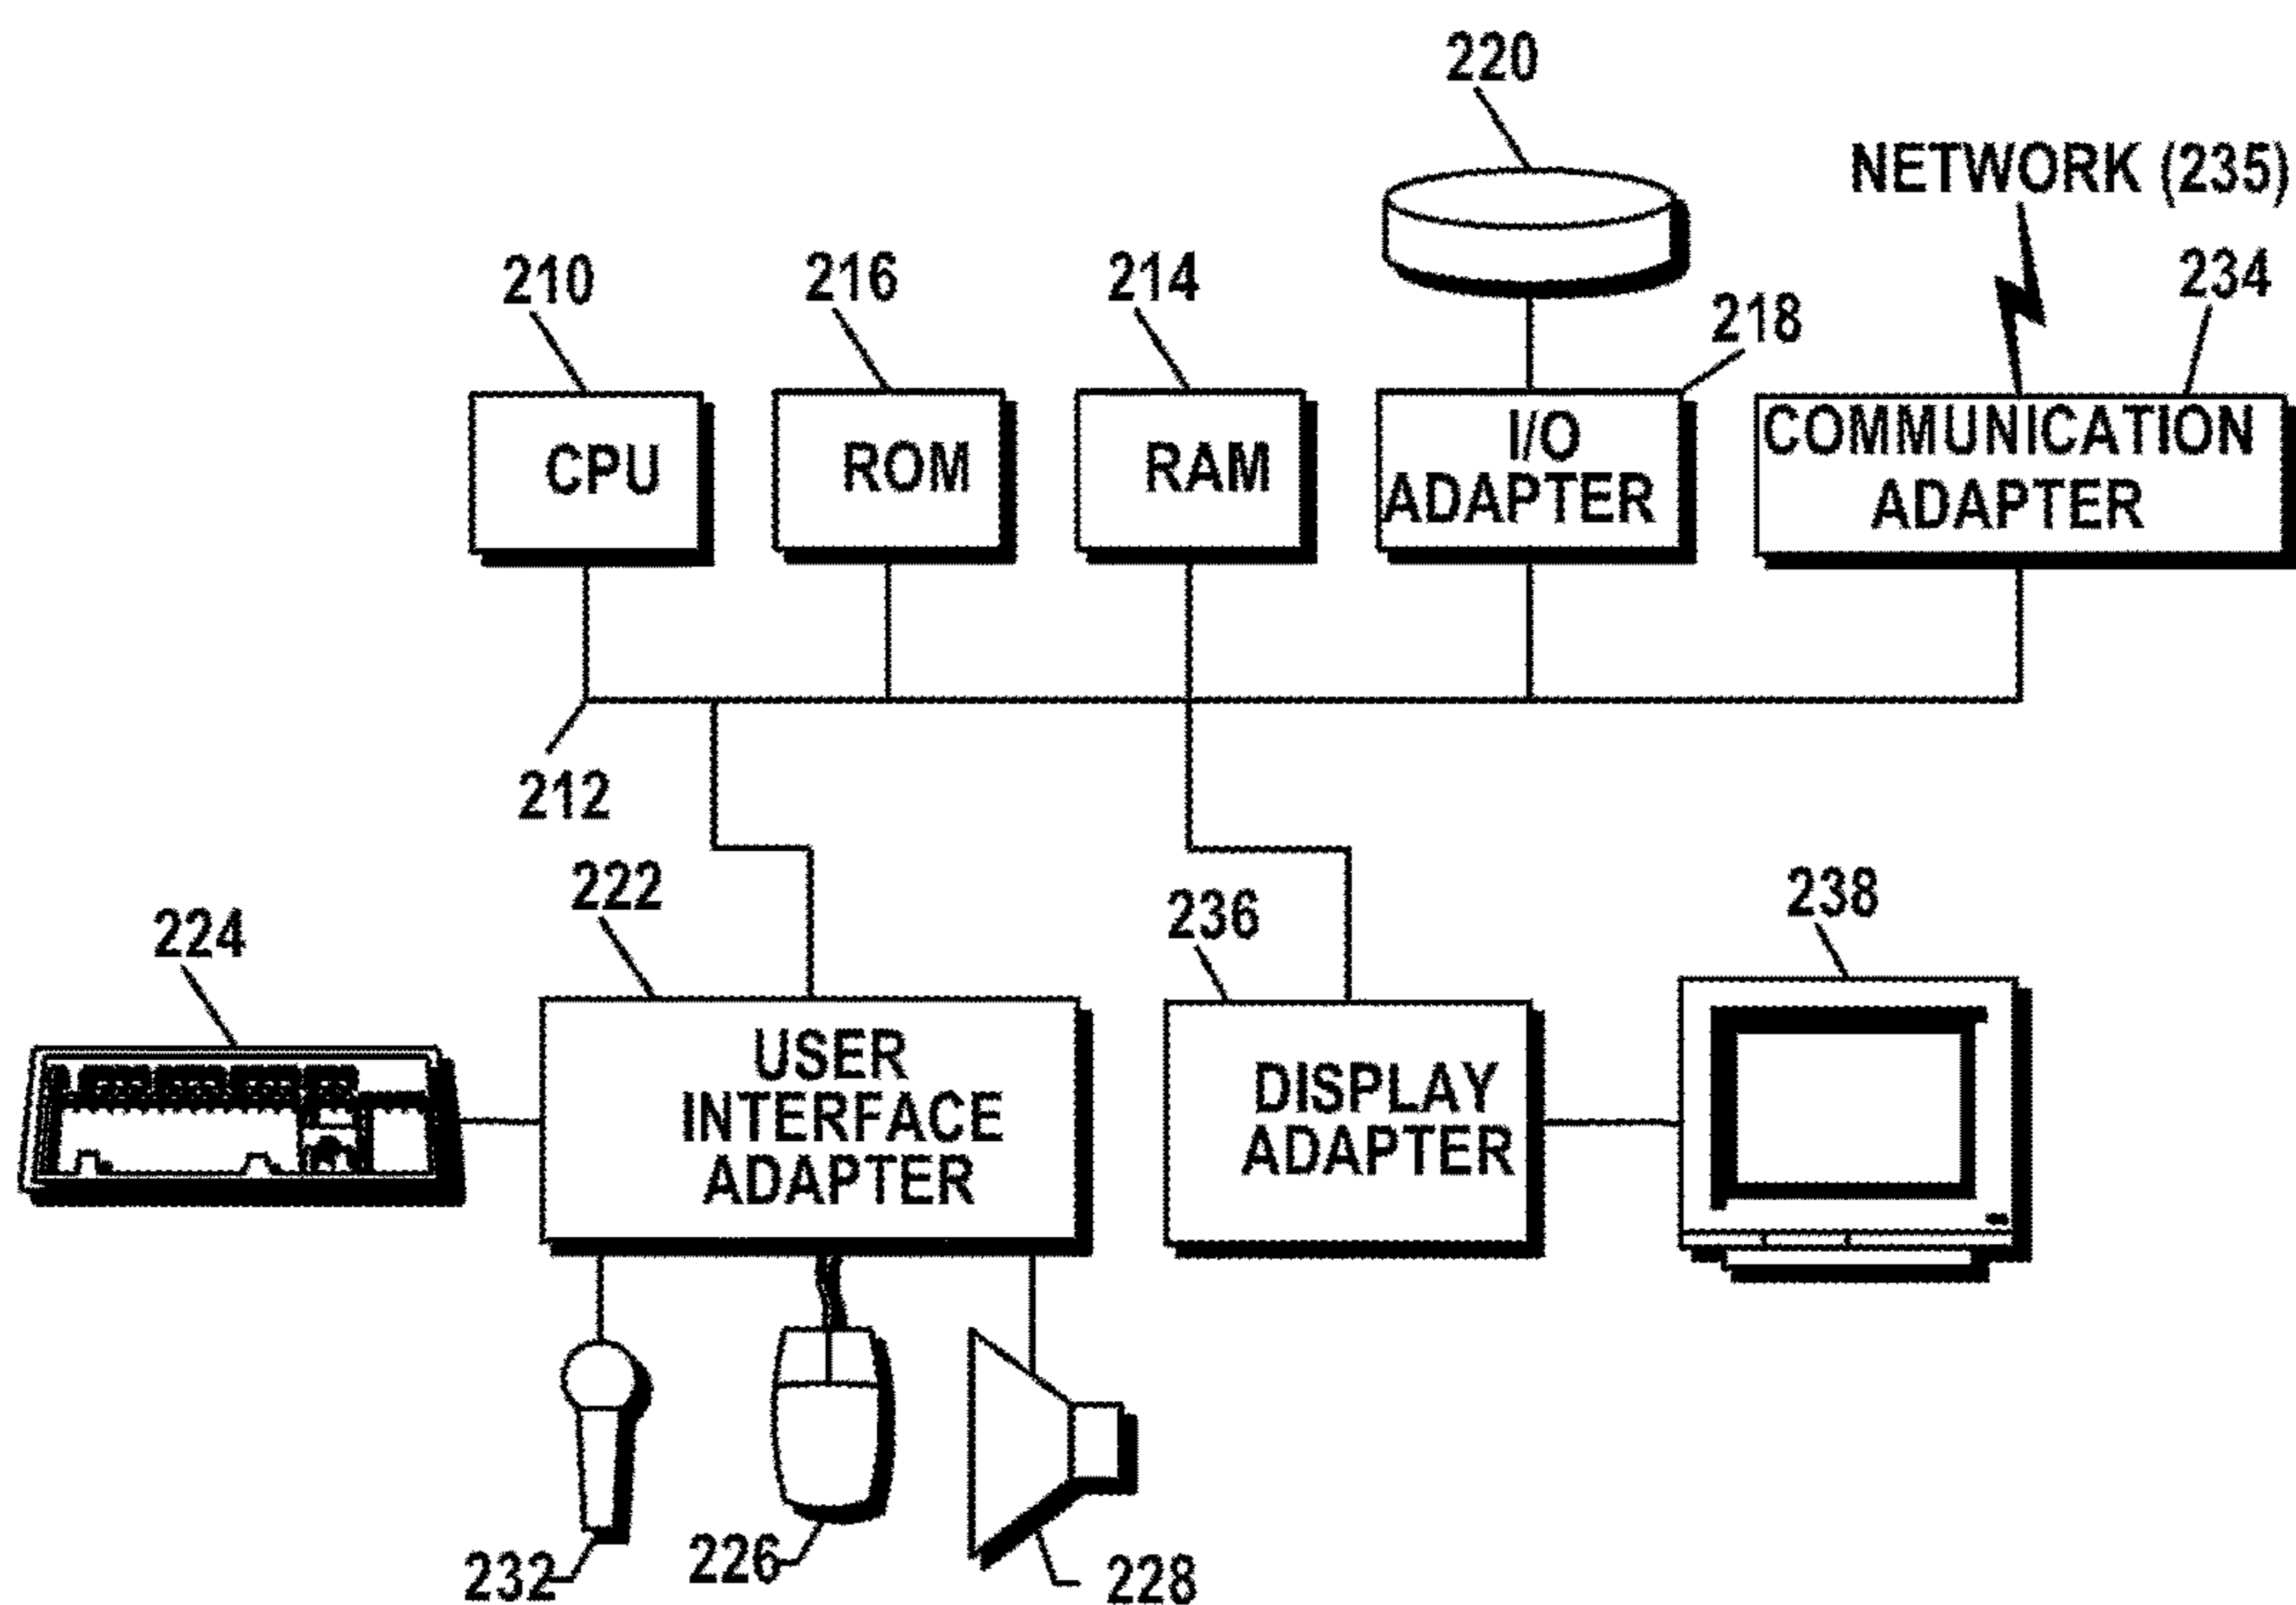 220
NETWORK (235)
210
216
214
218
234
CPU
ROM
RAM
I/O
ADAPTER
COMMUNICATION
ADAPTER
212
224
222
236
238
USER
INTERFACE
ADAPTER
DISPLAY
ADAPTER
232
226
228